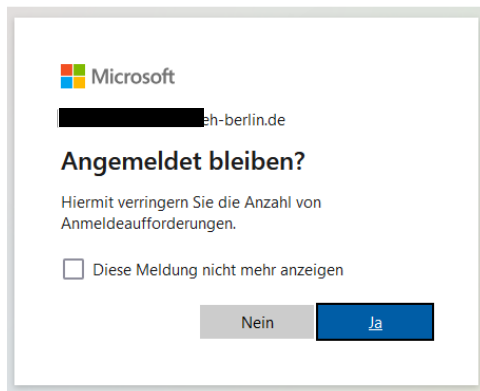 Microsoft
eh-berlin.de
Angemeldet bleiben?
Hiermit verringern Sie die Anzahl von
Anmeldeaufforderungen.
Diese Meldung nicht mehr anzeigen
Nein
Ja